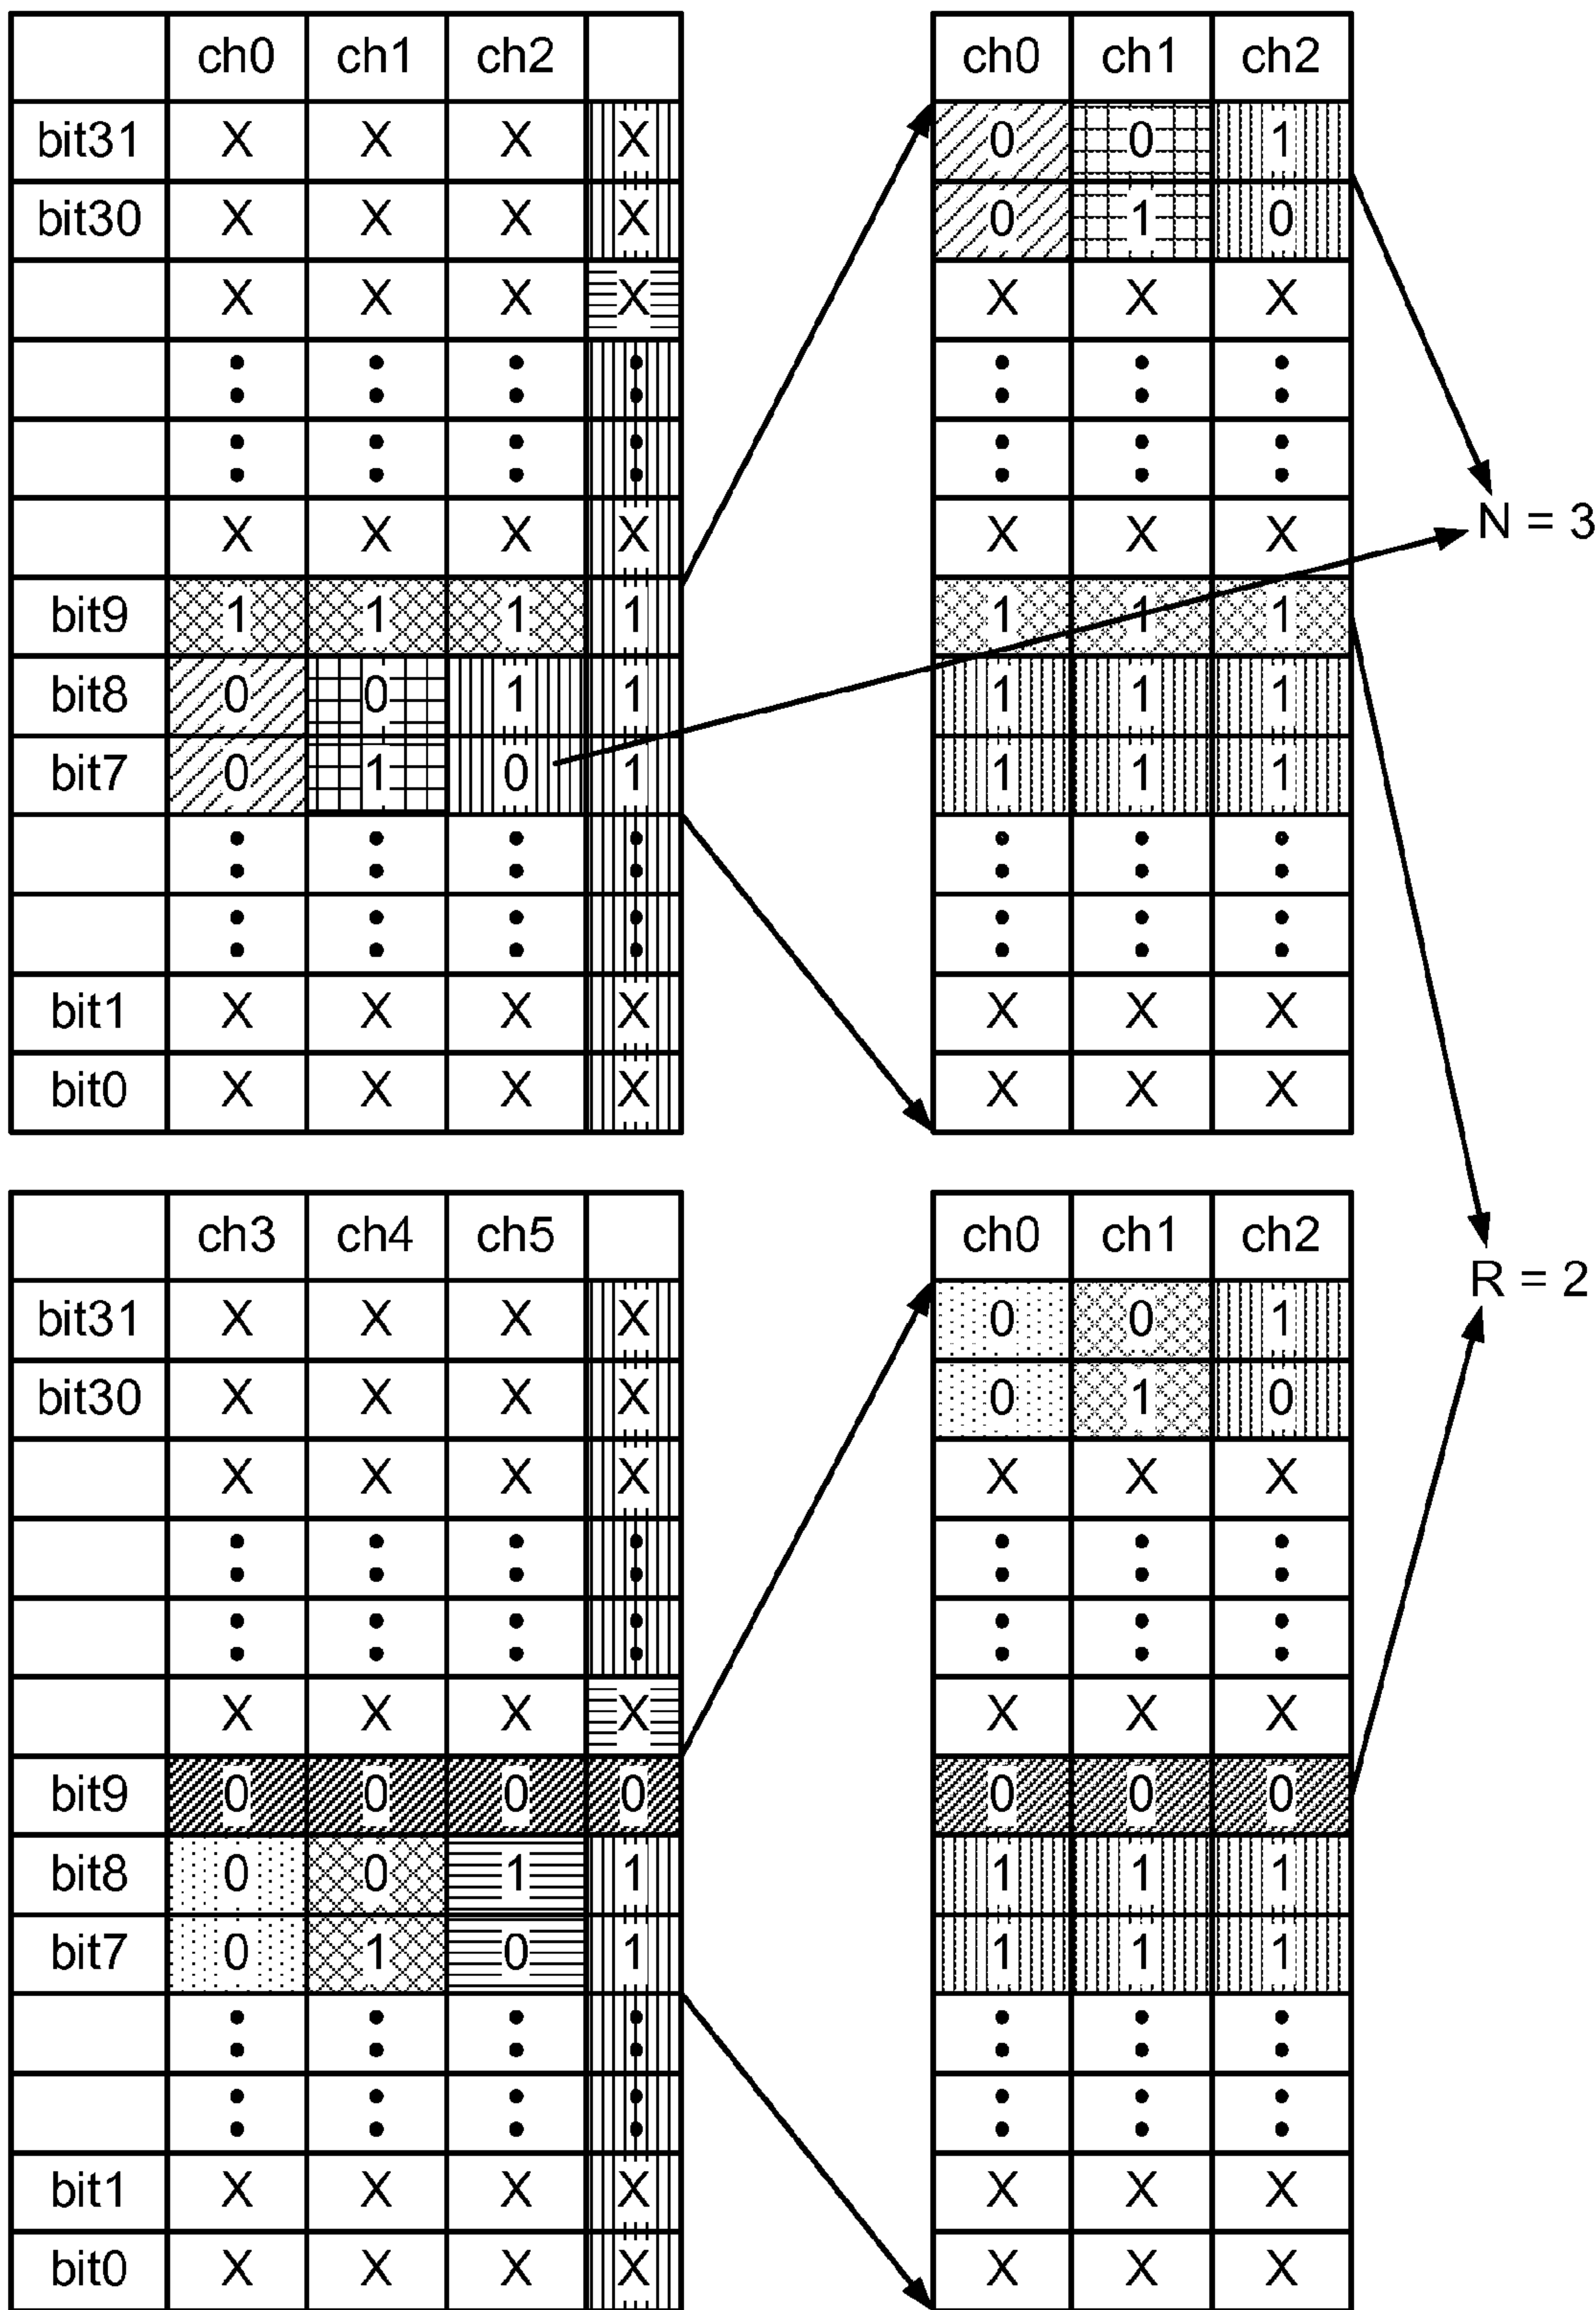 ch0 ch1 ch2 ch0 ch1 ch2
bit31 X X X X 0 0 1
bit30 X X X X 0 1 0
X X X X X X X
X X X X X X X
N = 3
bit9 1 1 1 1 1 1 1
bit8 0 0 1 1 1 1 1
bit7 0 1 0 1 1 1 1
bit1 X X X X X X X
bit0 X X X X X X X
ch3 ch4 ch5 ch0 ch1 ch2
R = 2
bit31 X X X X 0 0 1
bit30 X X X X 0 1 0
X X X X X X X
X X X X X X X
bit9 0 0 0 0 0 0 0
bit8 0 0 1 1 1 1 1
bit7 0 1 0 1 1 1 1
bit1 X X X X X X X
bit0 X X X X X X X